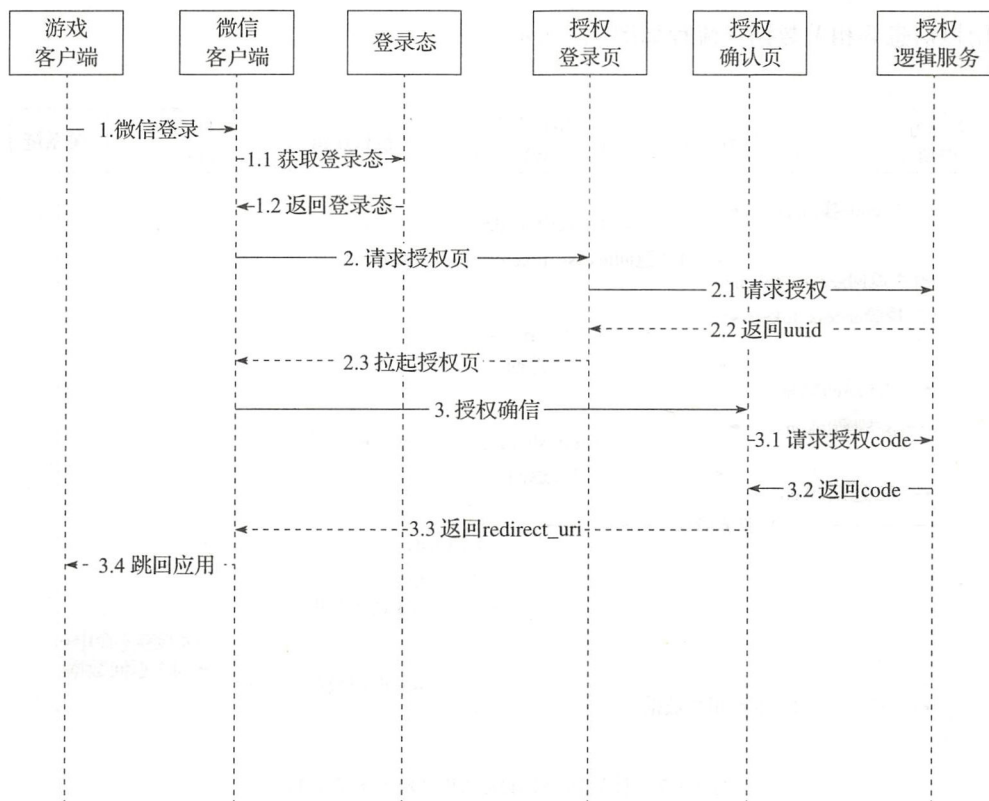 游戏
客户端
微信
客户端
登录态
授权
登录页
授权
确认页
授权
逻辑服务
1.微信登录
1.1 获取登录态
1.2 返回登录态
2. 请求授权页
2.1 请求授权
2.2 返回uuid
2.3 拉起授权页
3. 授权确信
3.1 请求授权code
3.2 返回code
3.3 返回redirect_uri
3.4 跳回应用